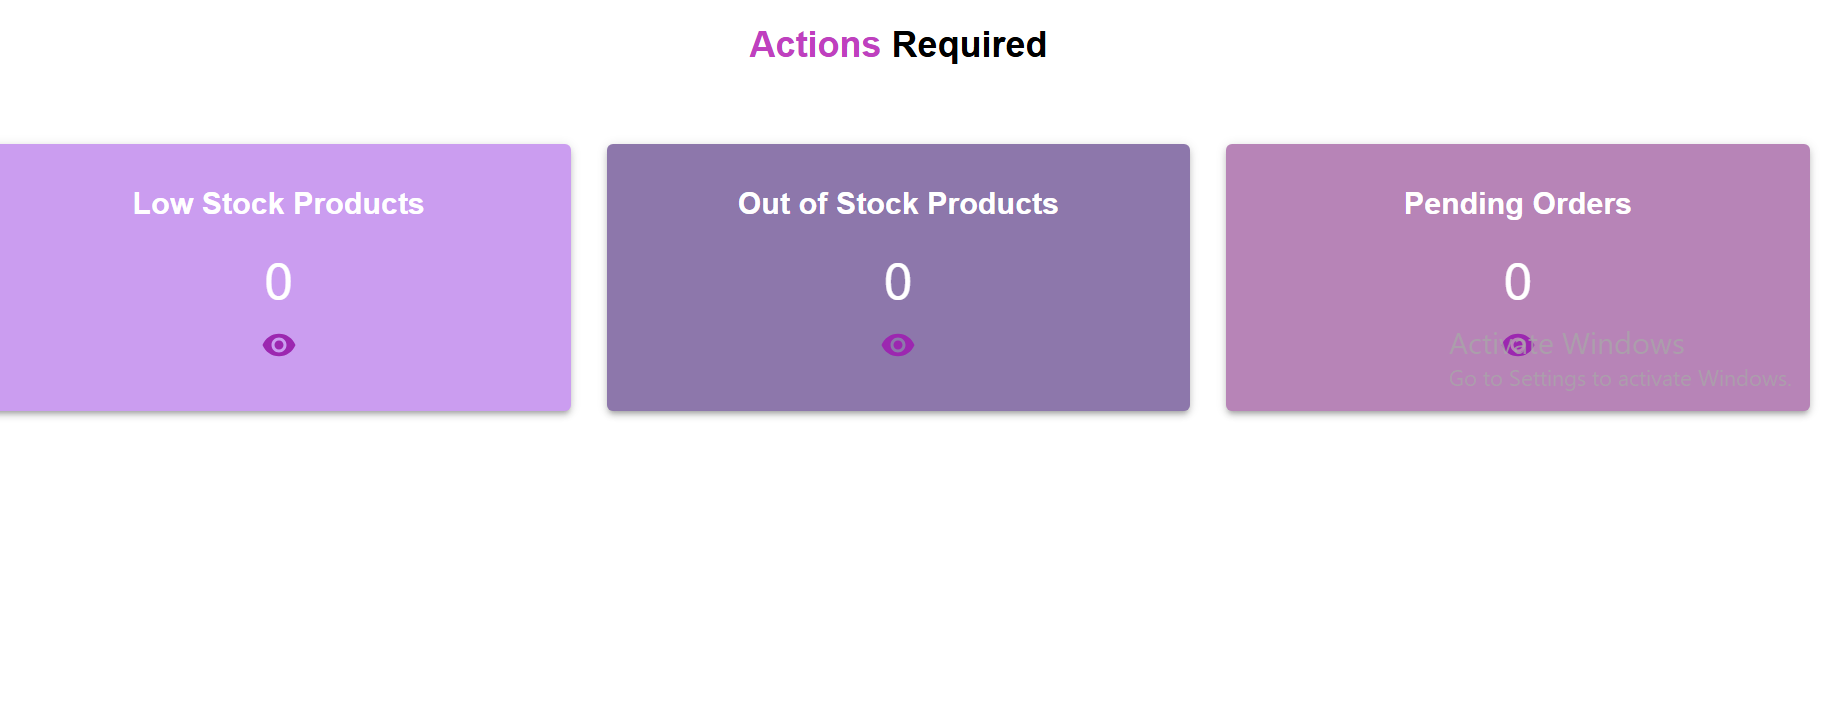 Actions Required
Low Stock Products
0
Out of Stock Products
0
Pending Orders
0
Activate Windows
Go to Settings to activate Windows.